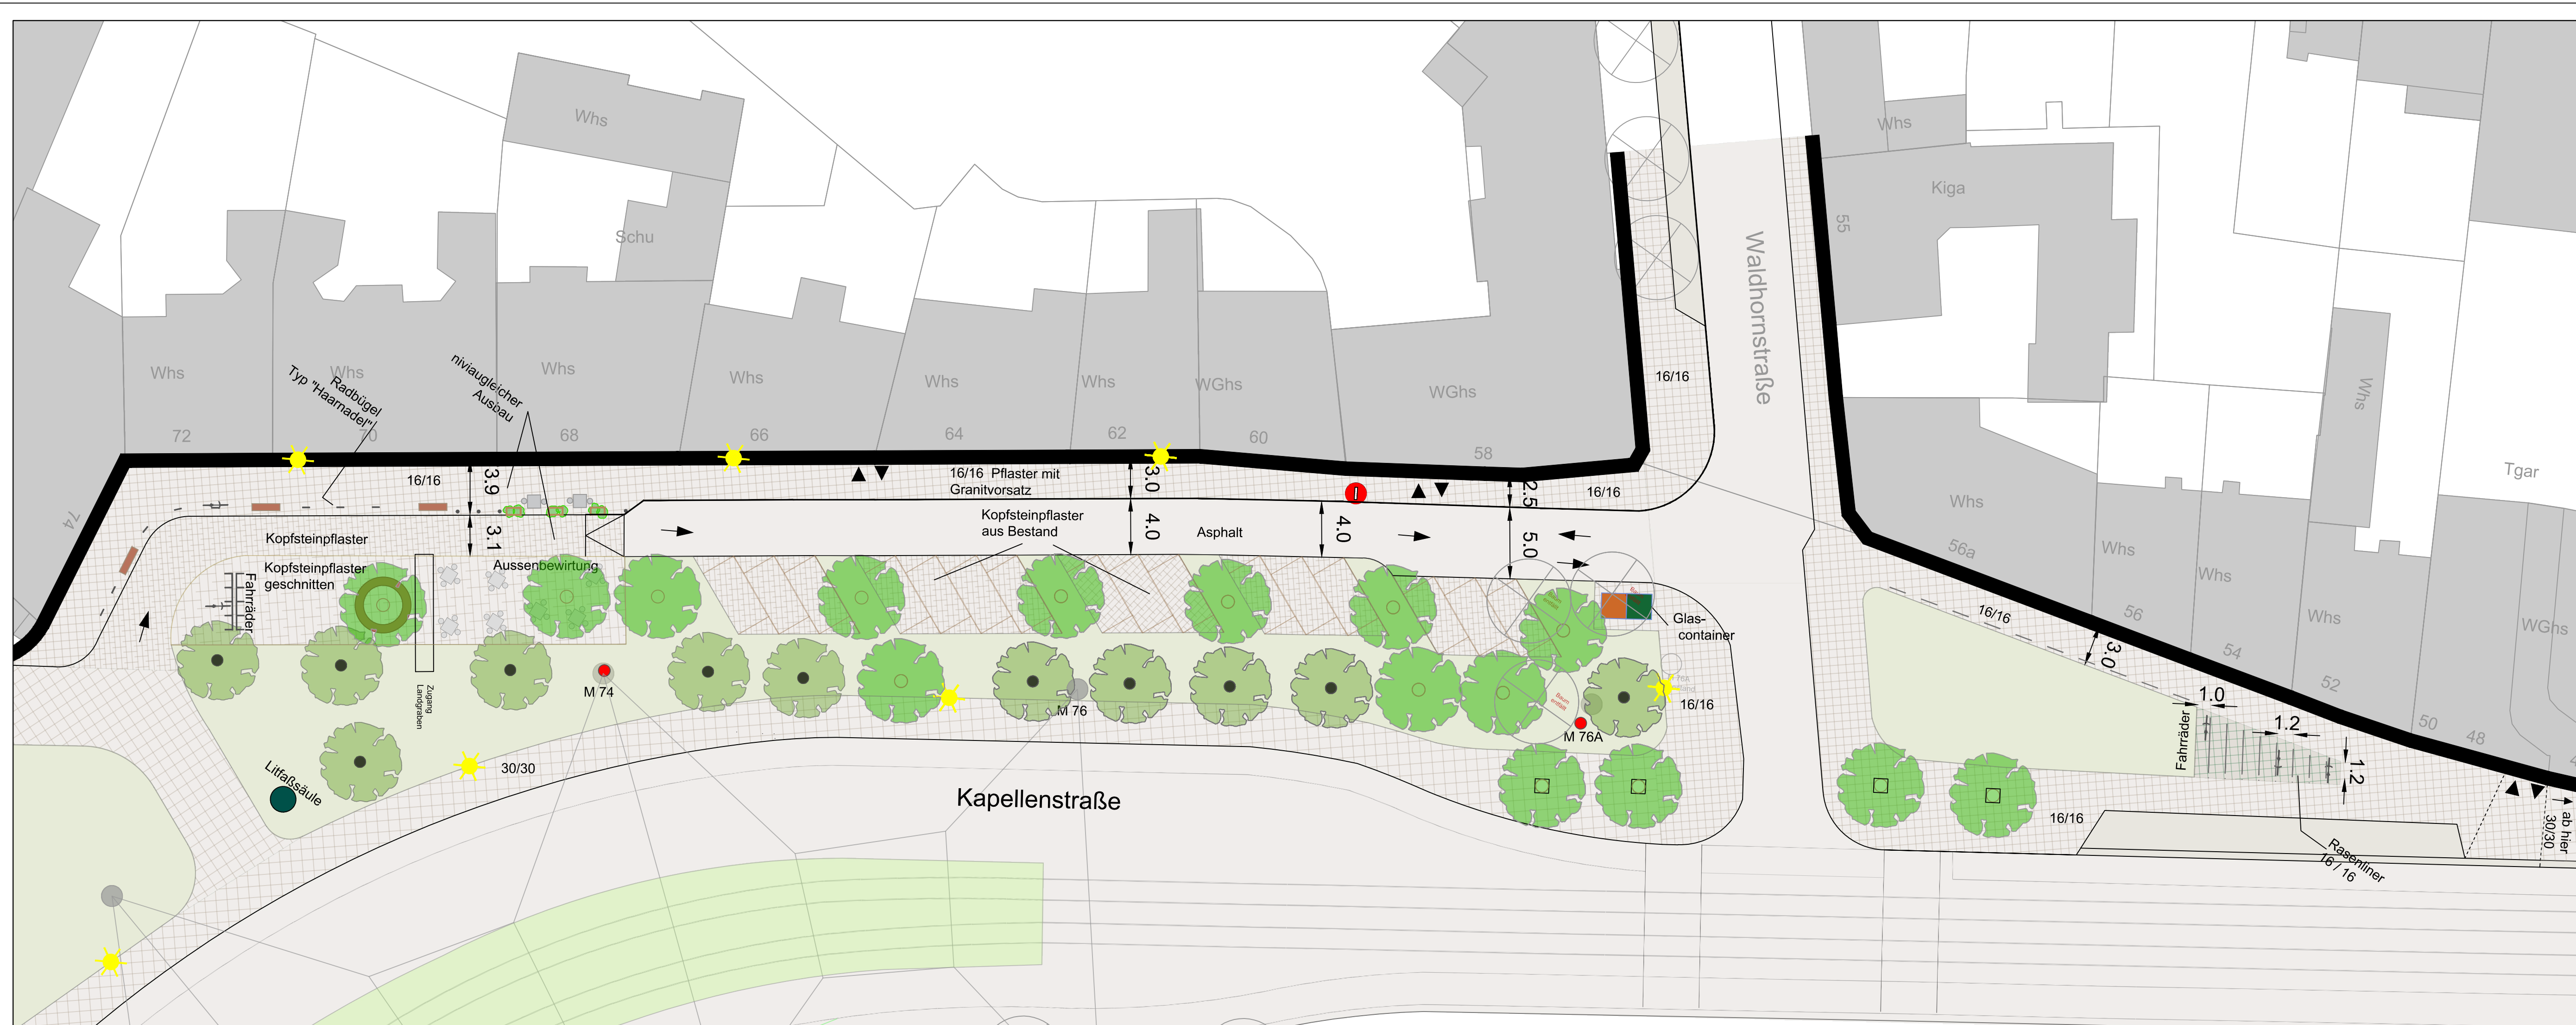 Whs
Schu
Whs
Whs
Whs
Whs
Whs
Whs
WGhs
WGhs
72
70
68
66
64
62
60
58
74
Radbügel
Typ "Haarnadel"
niviaugleicher
Ausbau
16/16
3.9
3.1
16/16 Pflaster mit
Granitvorsatz
3.0
4.0
4.0
2.5
5.0
16/16
16/16
Kopfsteinpflaster
Kopfsteinpflaster
geschnitten
Fahrräder
Aussenbewirtung
Kopfsteinpflaster
aus Bestand
Asphalt
Zugang
Landgraben
M 74
M 76
M 76A
Baum
entfällt
Baum
entfällt
Glas-
container
16/16
Litfaßsäule
30/30
Kapellenstraße
Waldhornstraße
Whs
Kiga
55
Whs
Tgar
Whs
56a
Whs
Whs
Whs
WGhs
56
54
52
50
48
16/16
3.0
1.0
1.2
1.2
Fahrräder
16/16
Rasenliner
16 / 16
ab hier
30/30